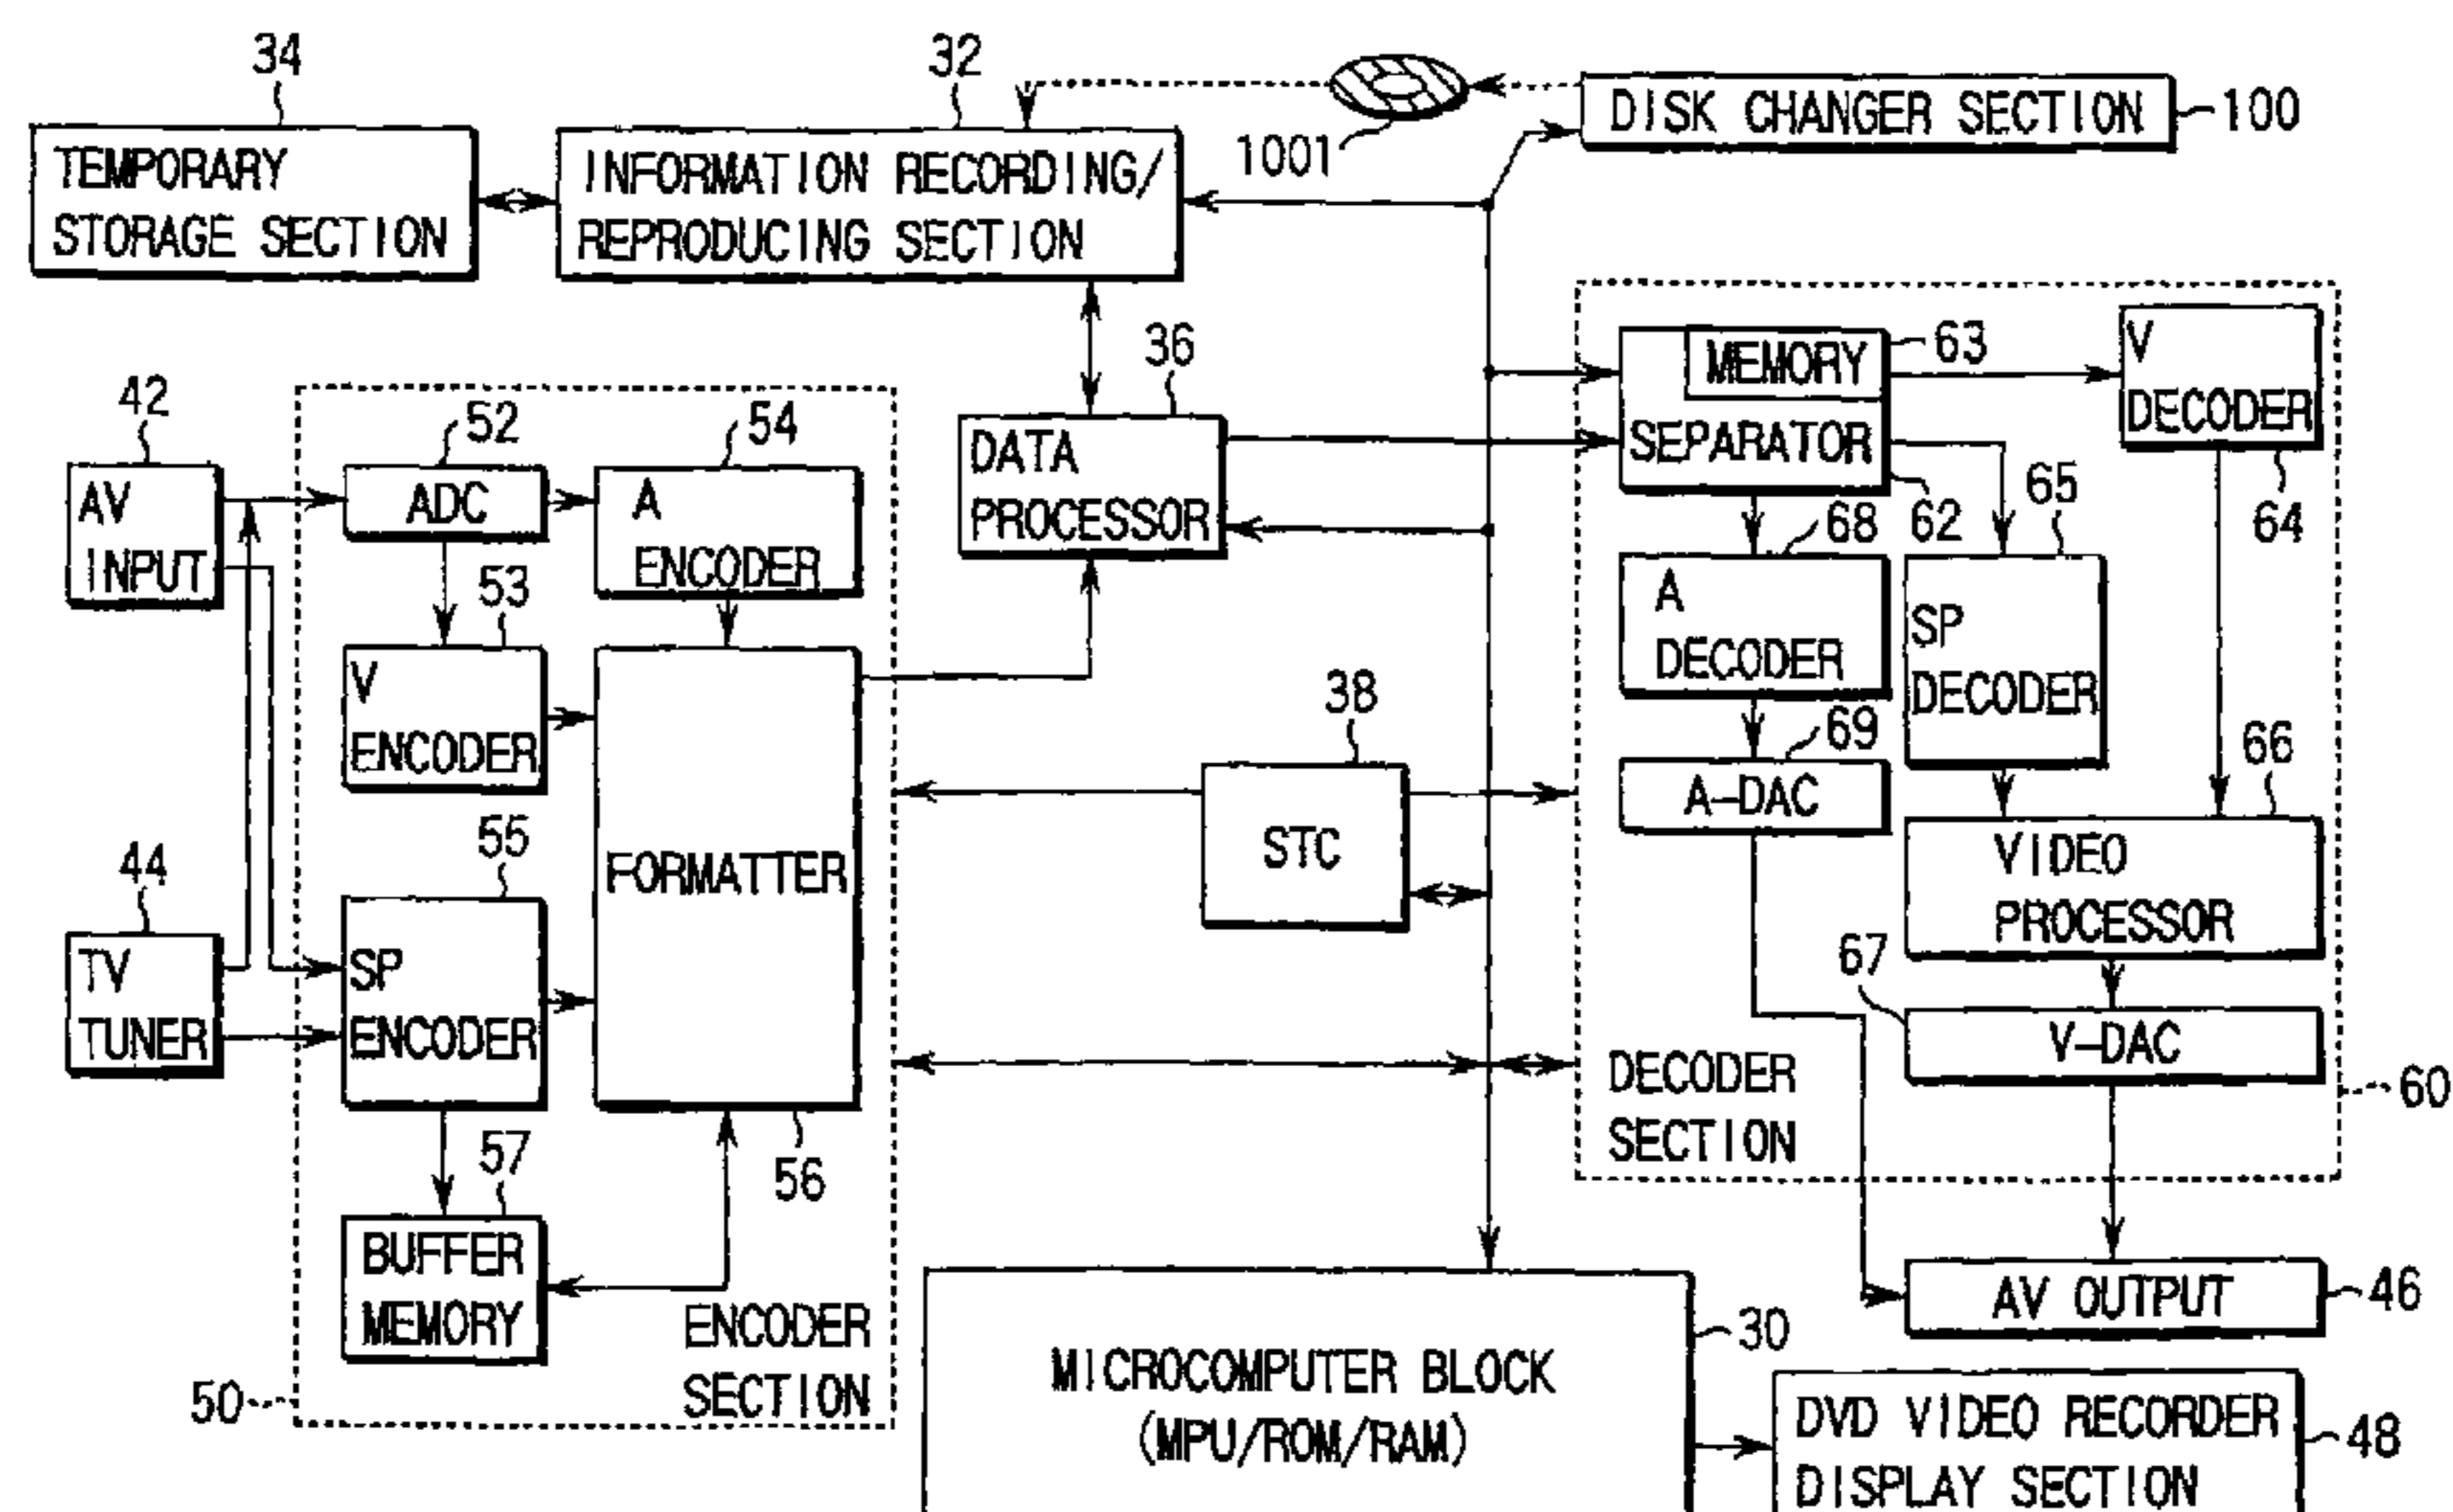 34
32
1001
DISK CHANGER SECTION
100
TEMPORARY
STORAGE SECTION
INFORMATION RECORDING/
REPRODUCING SECTION
42
AV
INPUT
44
TV
TUNER
52
ADC
54
A
ENCODER
53
V
ENCODER
55
SP
ENCODER
FORMATTER
56
57
BUFFER
MEMORY
ENCODER
SECTION
50
36
DATA
PROCESSOR
38
STC
MEMORY
63
SEPARATOR
62
V
DECODER
64
68
A
DECODER
65
SP
DECODER
69
A-DAC
66
VIDEO
PROCESSOR
67
V-DAC
DECODER
SECTION
60
AV OUTPUT
46
MICROCOMPUTER BLOCK
(MPU/ROM/RAM)
30
DVD VIDEO RECORDER
DISPLAY SECTION
48